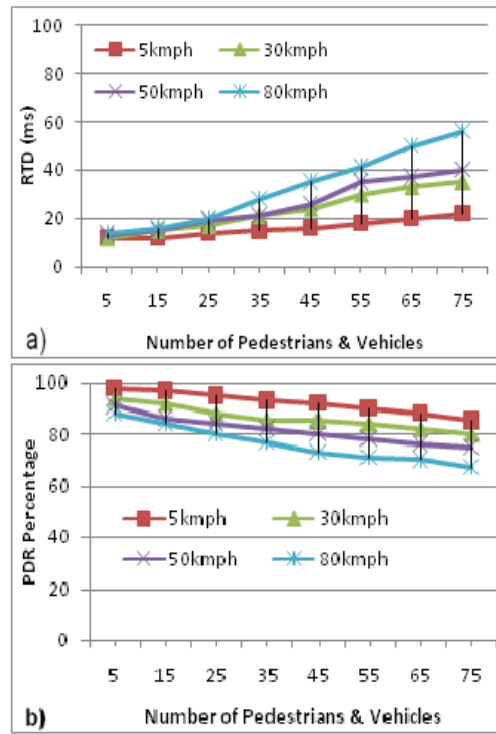 100
80
60
40
20
0
RTD (ms)
5kmph 30kmph
50kmph 80kmph
5 15 25 35 45 55 65 75
a) Number of Pedestrians & Vehicles
100
80
60
40
20
0
PDR Percentage
5kmph 30kmph
50kmph 80kmph
5 15 25 35 45 55 65 75
b) Number of Pedestrians & Vehicles